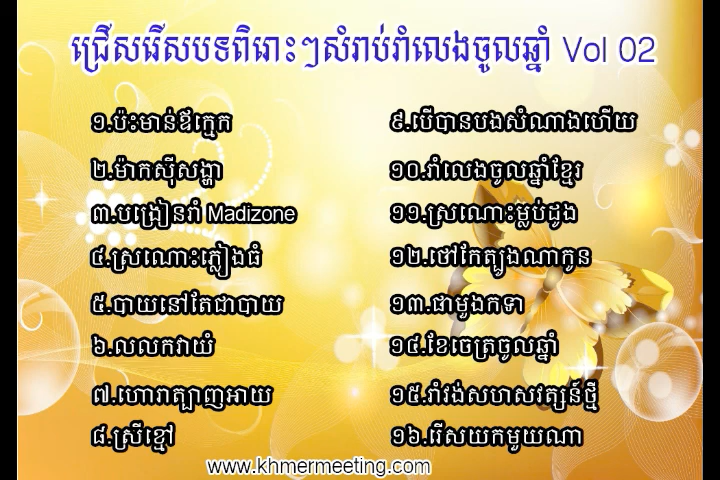 ជ្រើសរើសបទពិរោះៗសំរាប់រាំលេងចូលឆ្នាំ Vol 02
១.ប៉ះមាន់ឪក្មេក
២.ម៉ាកស៊ីសង្ហា
៣.បង្រៀនរាំ Madizone
៤.ស្រណោះភ្លៀងធំ
៥.បាយនៅតែជាបាយ
៦.លលកវាយំ
៧.ហោរាត្បាញអាយ
៨.ស្រីខ្មៅ
៩.បើបានបងសំណាងហើយ
១០.រាំលេងចូលឆ្នាំខ្មែរ
១១.ស្រណោះម្លប់ដូង
១២.ថៅកែត្បូងណាកូន
១៣.ជាមួងកទា
១៤.ខែចេត្រចូលឆ្នាំ
១៥.រាំវង់សហសវត្សន៍ថ្មី
១៦.រើសយកមួយណា
www.khmermeeting.com